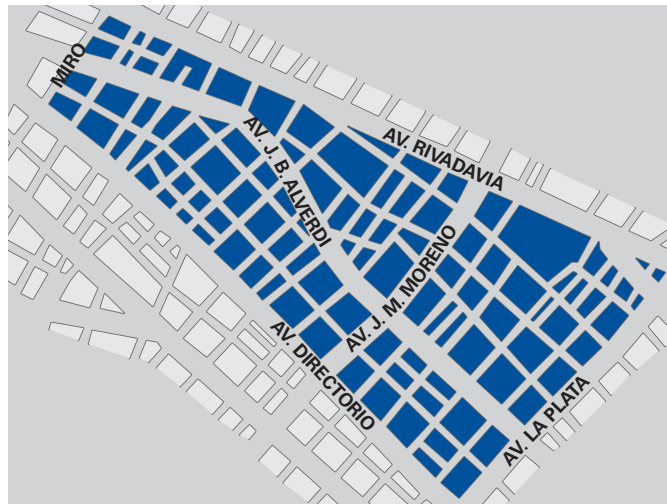 MIRO
AV. RIVADAVIA
AV. J. B. ALVERDI
AV. J. M. MORENO
AV. DIRECTORIO
AV. LA PLATA